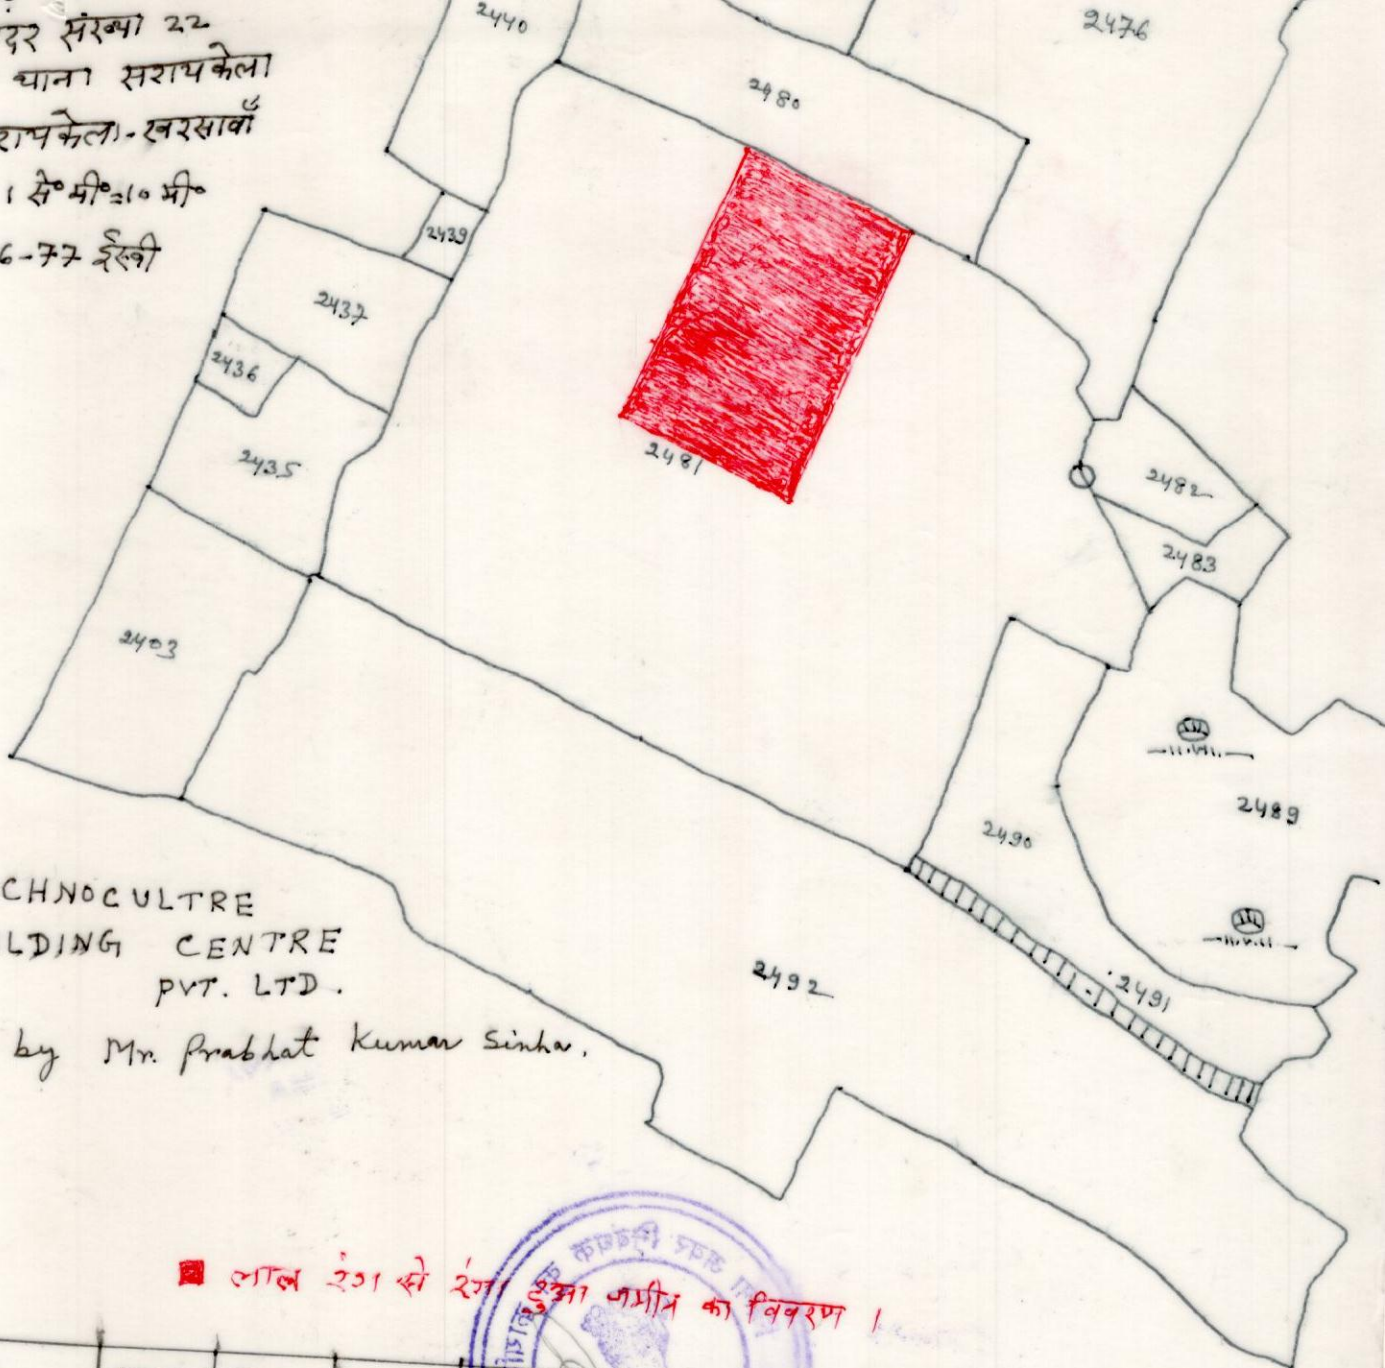 संख्या 22
थाना सरायकेला
रायकेला-खरसावाँ
1 से० मी०=10 मी०
6-77 ईस्वी
2440
2476
2480
2439
2437
2436
2435
2481
2482
2483
2403
2489
2490
2491
2492
CHNOCULTRE
LDING CENTRE
PVT. LTD.
by Mr. Prabhat Kumar Sinha.
लाल रंग से रंगा हुआ जमीन का विवरण ।